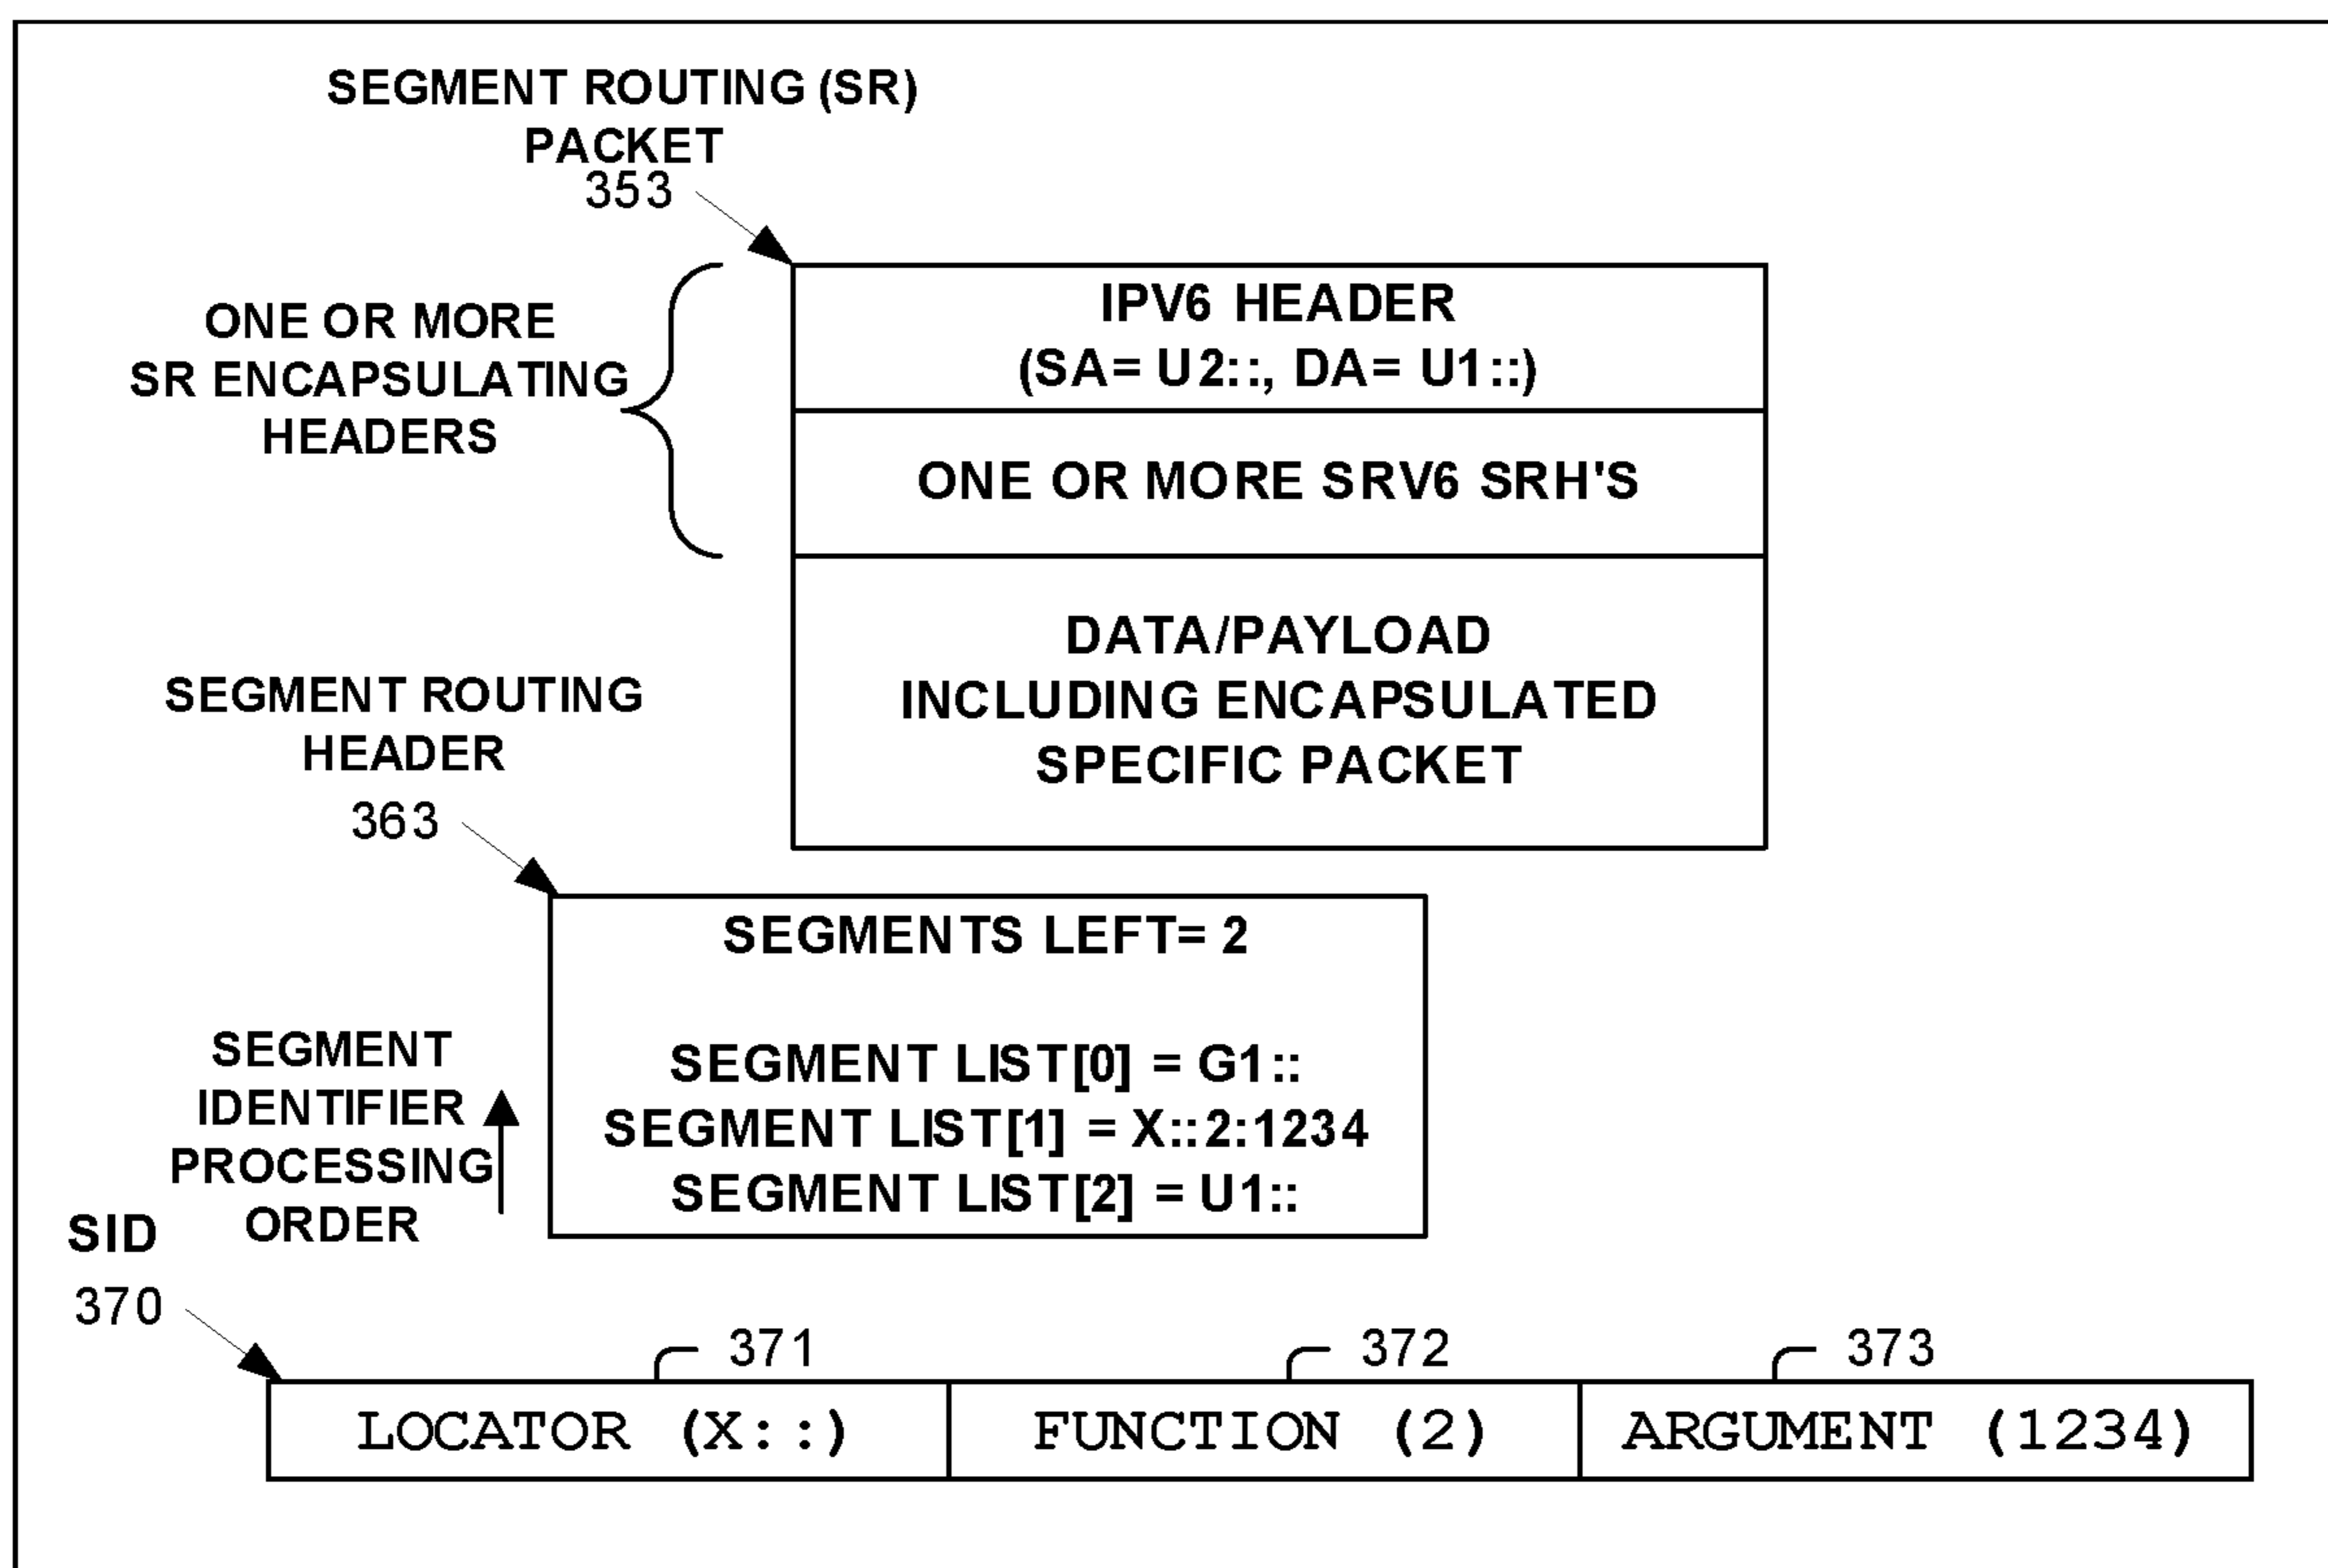 SEGMENT ROUTING (SR)
PACKET
353
IPV6 HEADER
(SA= U2::, DA= U1::)
ONE OR MORE
SR ENCAPSULATING
HEADERS
ONE OR MORE SRV6 SRH'S
DATA/PAYLOAD
INCLUDING ENCAPSULATED
SPECIFIC PACKET
SEGMENT ROUTING
HEADER
363
SEGMENTS LEFT= 2
SEGMENT LIST[0] = G1::
SEGMENT LIST[1] = X::2:1234
SEGMENT LIST[2] = U1::
SEGMENT
IDENTIFIER
PROCESSING
ORDER
SID
370
371
372
373
LOCATOR (X::)
FUNCTION (2)
ARGUMENT (1234)